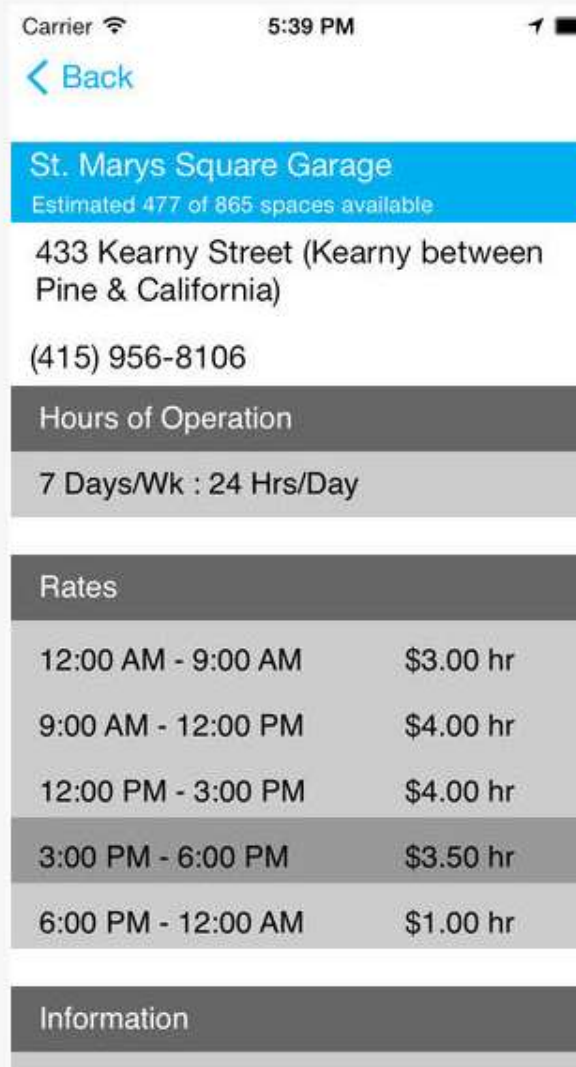 Carrier 5:39 PM
Back
St. Marys Square Garage
Estimated 477 of 865 spaces available
433 Kearny Street (Kearny between
Pine & California)
(415) 956-8106
Hours of Operation
7 Days/Wk : 24 Hrs/Day
Rates
12:00 AM - 9:00 AM $3.00 hr
9:00 AM - 12:00 PM $4.00 hr
12:00 PM - 3:00 PM $4.00 hr
3:00 PM - 6:00 PM $3.50 hr
6:00 PM - 12:00 AM $1.00 hr
Information